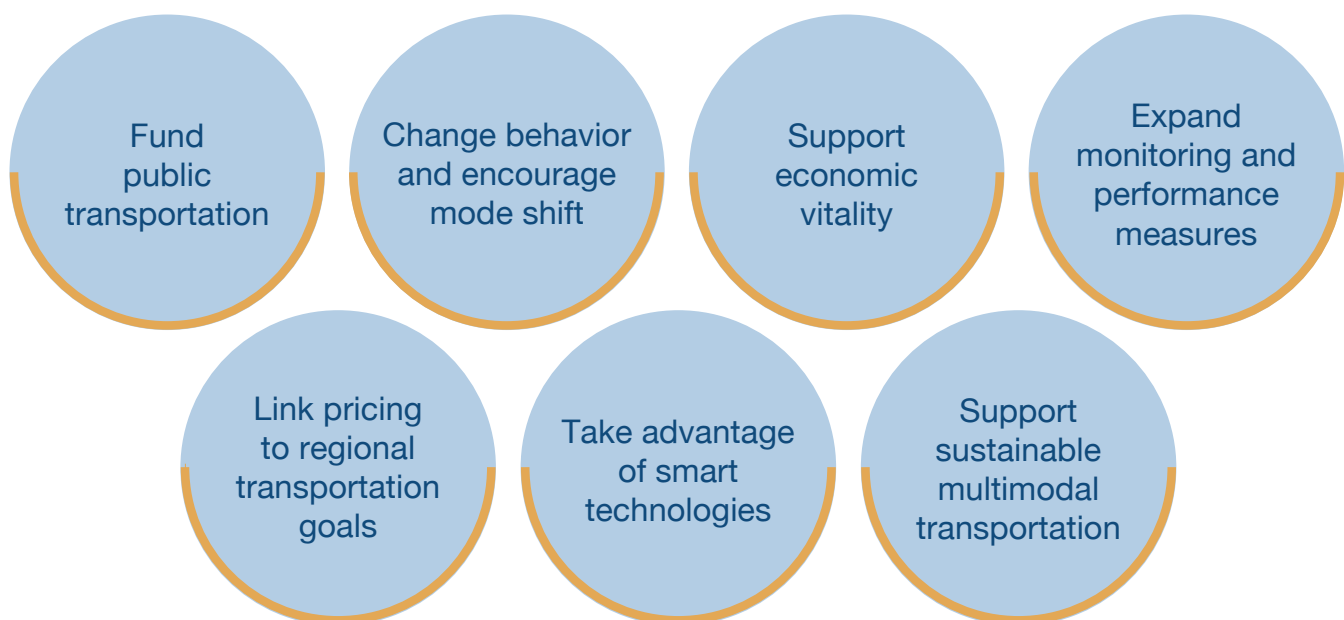 Fund
public
transportation
Change behavior
and encourage
mode shift
Support
economic
vitality
Expand
monitoring and
performance
measures
Link pricing
to regional
transportation
goals
Take advantage
of smart
technologies
Support
sustainable
multimodal
transportation